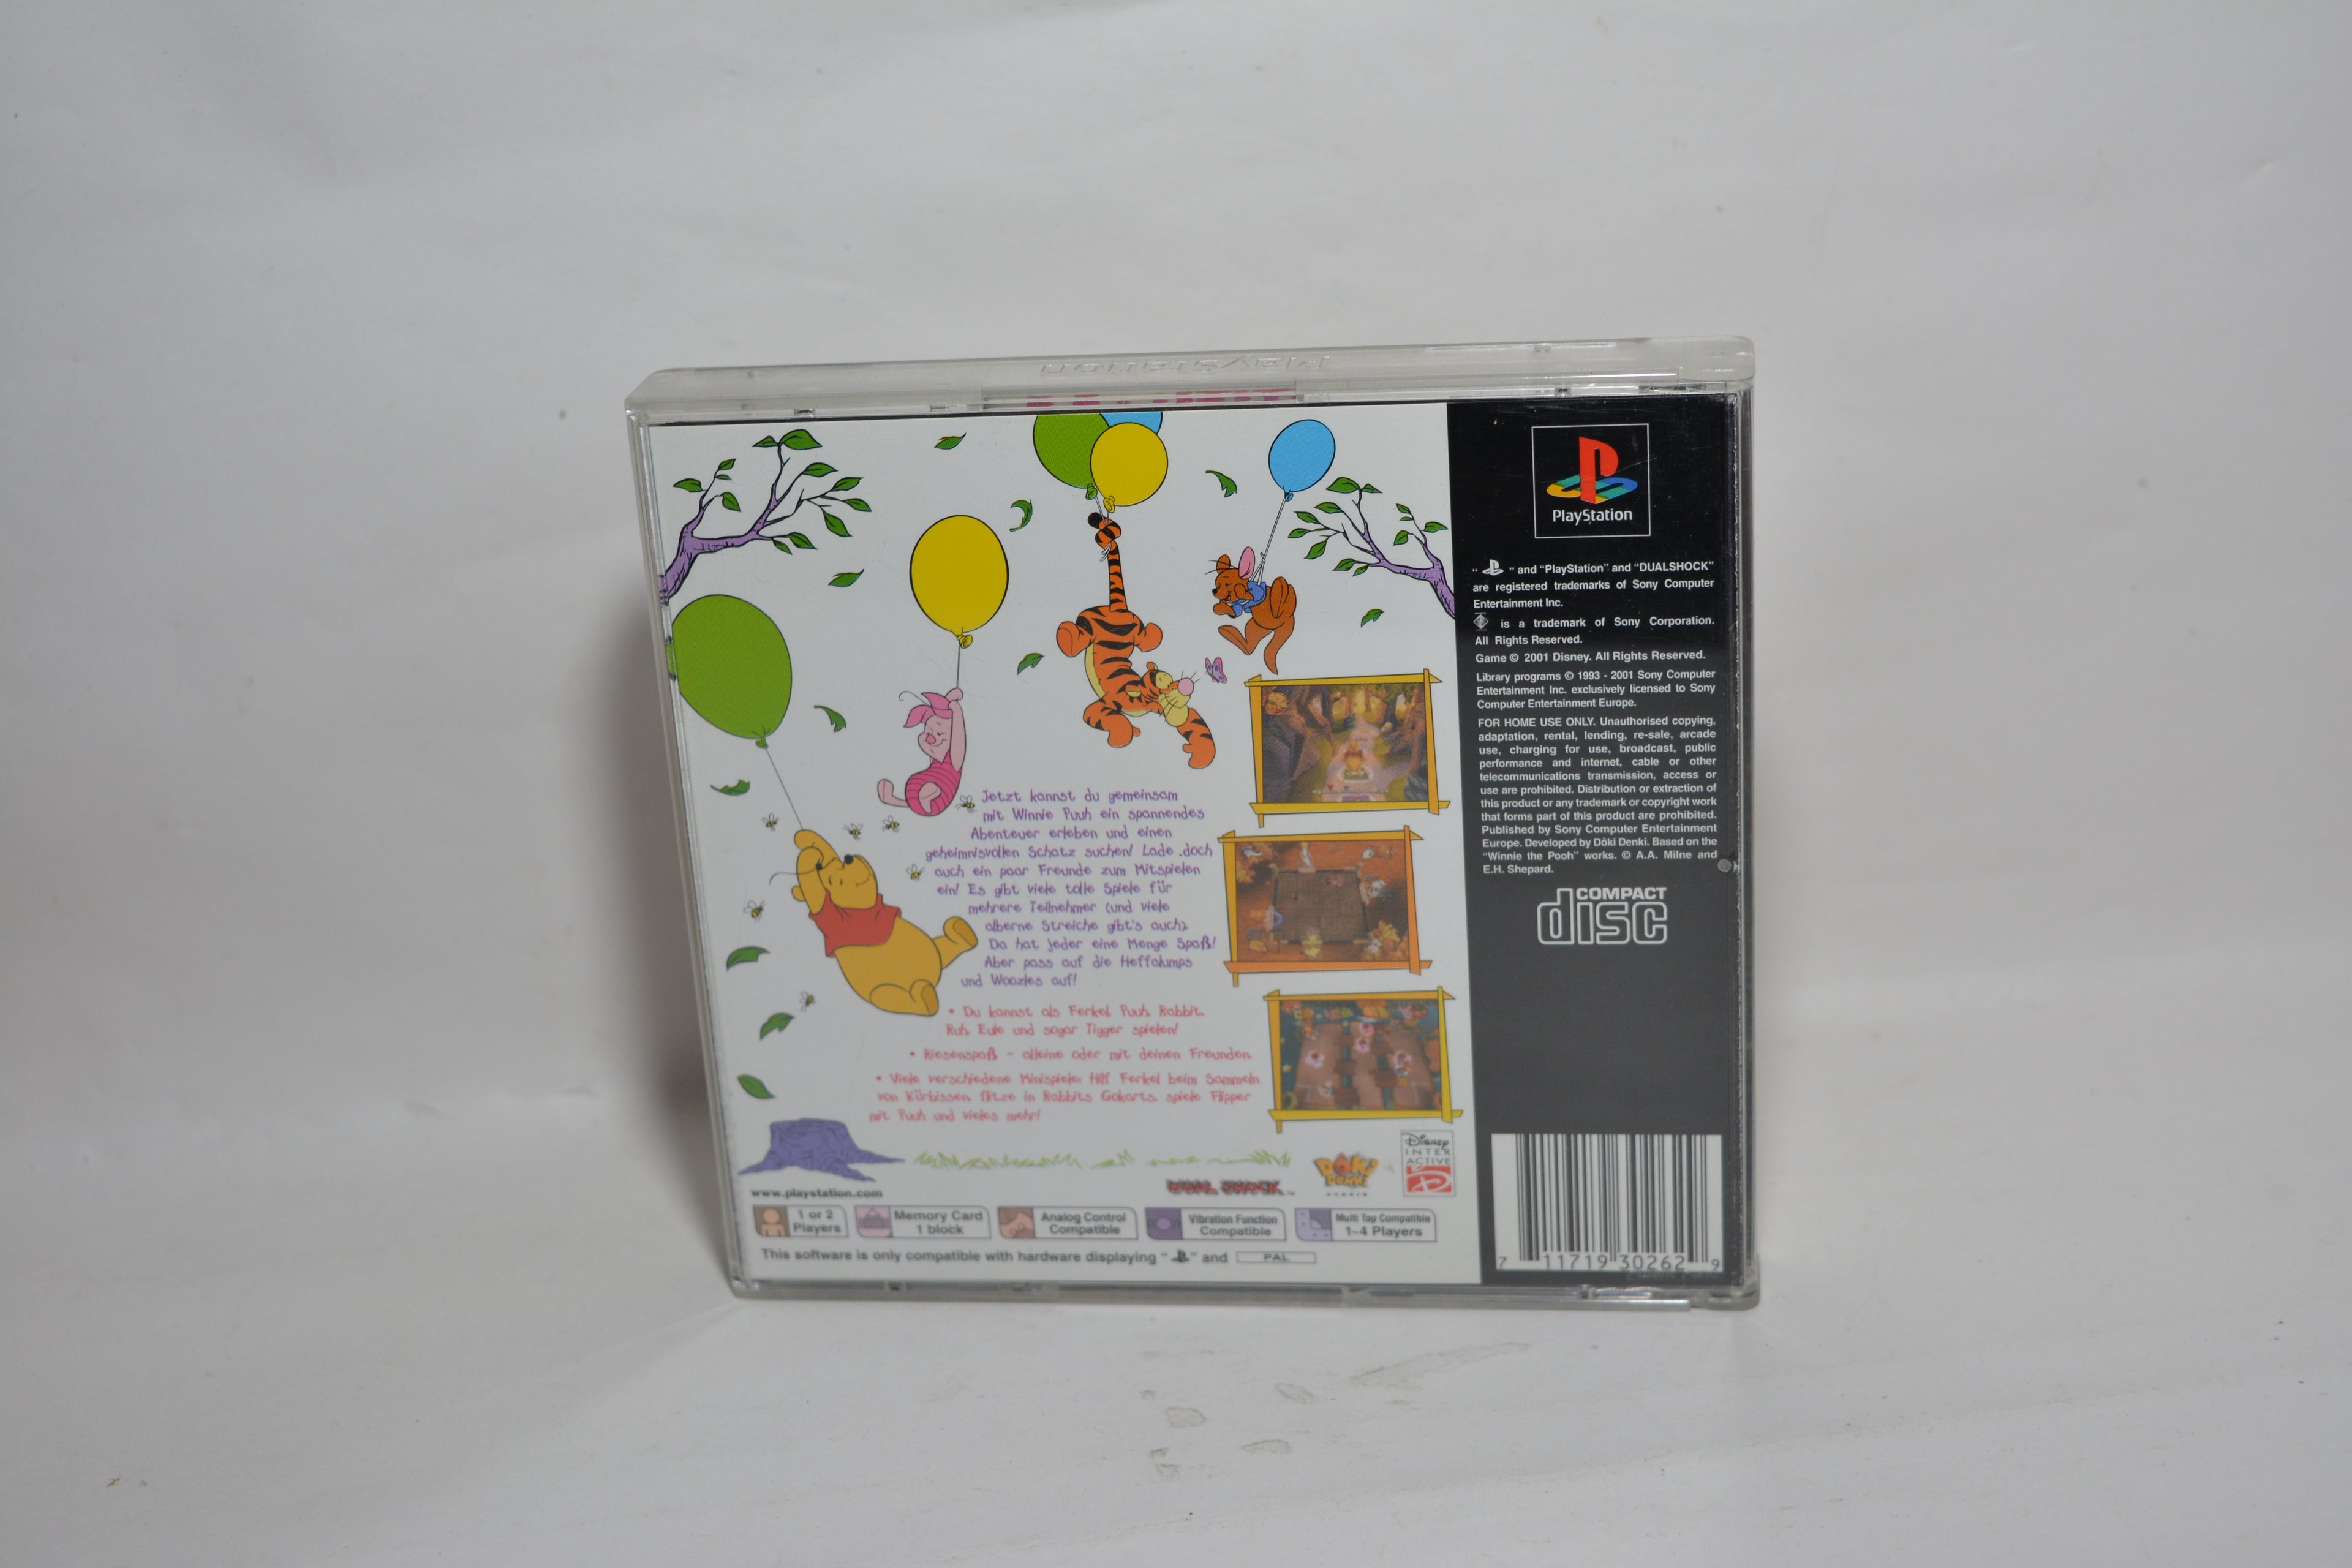 PlayStation
Jetzt kannst du gemeinsam
mit Winnie Puuh ein spannendes
Abenteuer erleben und einen
geheimnisvollen Schatz suchen! Lade doch
auch ein paar Freunde zum Mitspielen
ein! Es gibt viele tolle Spiele für
mehrere Teilnehmer (und viele
alberne Streiche gibt's auch).
Da hat jeder eine Menge Spaß!
Aber pass auf die Heffalumps
und Woozles auf!
• Du kannst als Ferkel, Puuh, Rabbit,
Ruh, Eule und sogar Tigger spielen!
• Riesenspaß - alleine oder mit deinen Freunden
• Viele verschiedene Minispiele: Hilf Ferkel beim Sammeln
von Kürbissen, flitze in Rabbits Gokarts, spiele Flipper
mit Puuh und vieles mehr!
www.playstation.com
DUAL SHOCK™
DOKI
DENKI
STUDIO
Disney
INTER
ACTIVE
1 or 2
Players
Memory Card
1 block
Analog Control
Compatible
Vibration Function
Compatible
Multi Tap Compatible
1-4 Players
This software is only compatible with hardware displaying " " and PAL
PlayStation
" " and "PlayStation" and "DUALSHOCK"
are registered trademarks of Sony Computer
Entertainment Inc.
is a trademark of Sony Corporation.
All Rights Reserved.
Game © 2001 Disney. All Rights Reserved.
Library programs © 1993 - 2001 Sony Computer
Entertainment Inc. exclusively licensed to Sony
Computer Entertainment Europe.
FOR HOME USE ONLY. Unauthorised copying,
adaptation, rental, lending, re-sale, arcade
use, charging for use, broadcast, public
performance and internet, cable or other
telecommunications transmission, access or
use are prohibited. Distribution or extraction of
this product or any trademark or copyright work
that forms part of this product are prohibited.
Published by Sony Computer Entertainment
Europe. Developed by Dôki Denki. Based on the
"Winnie the Pooh" works. © A.A. Milne and
E.H. Shepard.
COMPACT
disc
7 11719 30262 9